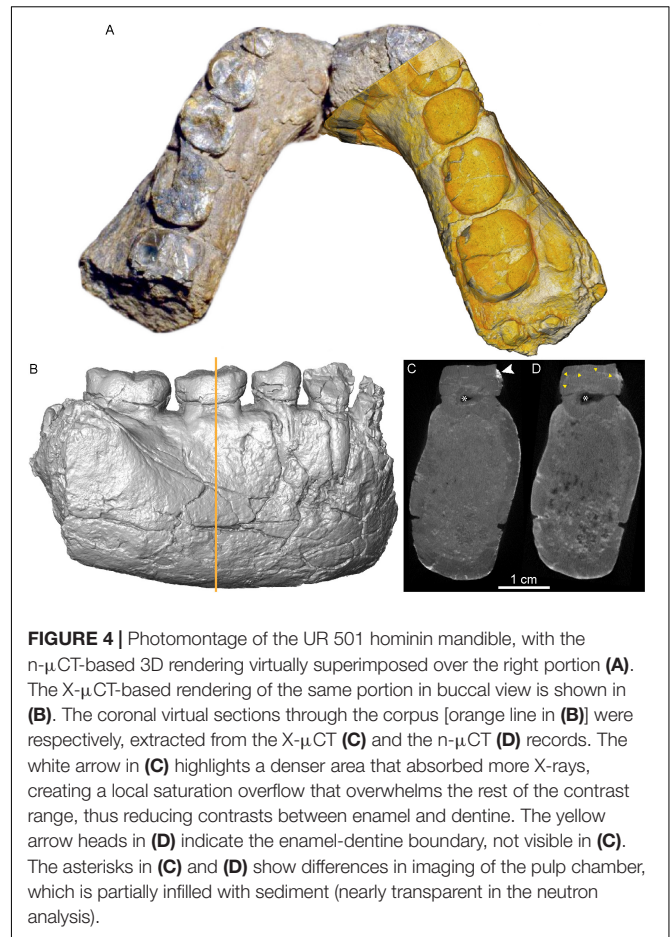 A
B
C
D
*
*
1 cm
FIGURE 4 | Photomontage of the UR 501 hominin mandible, with the
n-μCT-based 3D rendering virtually superimposed over the right portion (A).
The X-μCT-based rendering of the same portion in buccal view is shown in
(B). The coronal virtual sections through the corpus [orange line in (B)] were
respectively, extracted from the X-μCT (C) and the n-μCT (D) records. The
white arrow in (C) highlights a denser area that absorbed more X-rays,
creating a local saturation overflow that overwhelms the rest of the contrast
range, thus reducing contrasts between enamel and dentine. The yellow
arrow heads in (D) indicate the enamel-dentine boundary, not visible in (C).
The asterisks in (C) and (D) show differences in imaging of the pulp chamber,
which is partially infilled with sediment (nearly transparent in the neutron
analysis).